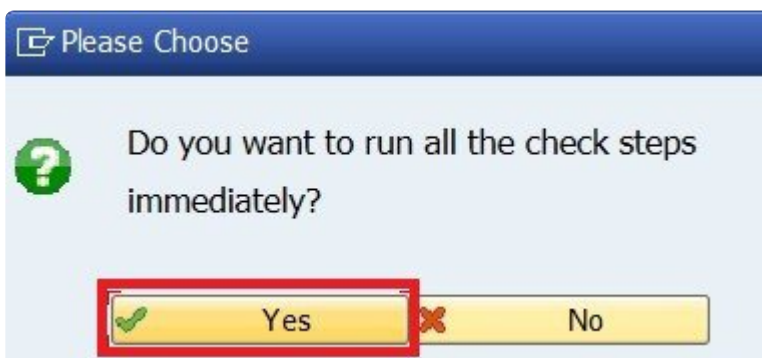 Please Choose
Do you want to run all the check steps
immediately?
Yes No